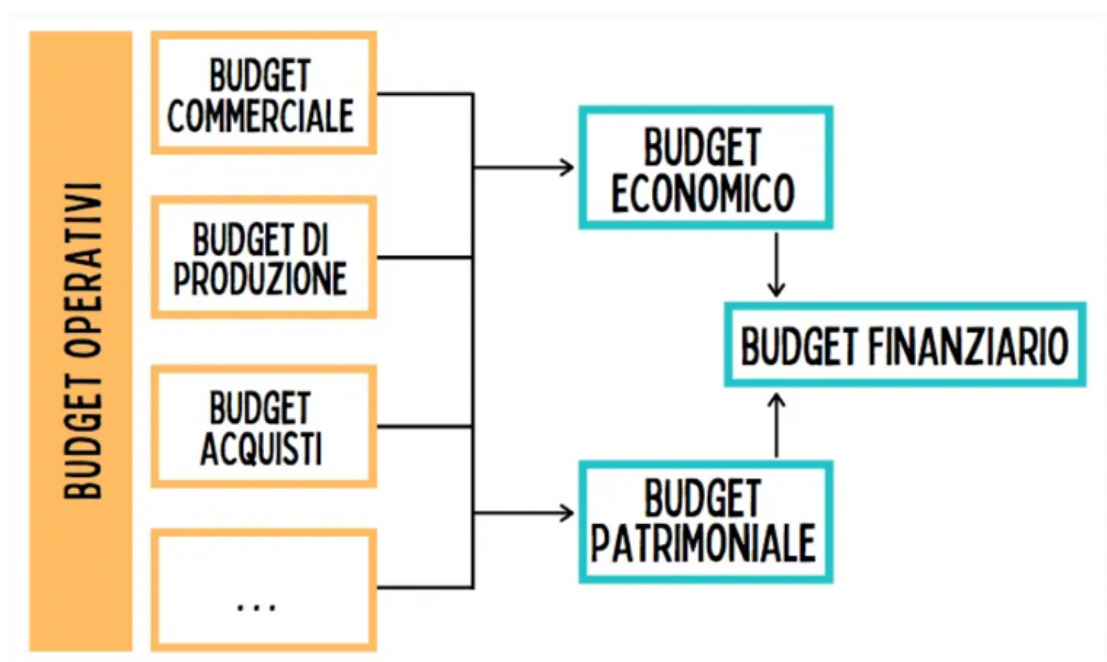 BUDGET OPERATIVI
BUDGET
COMMERCIALE
BUDGET DI
PRODUZIONE
BUDGET
ACQUISTI
...
BUDGET
ECONOMICO
BUDGET FINANZIARIO
BUDGET
PATRIMONIALE